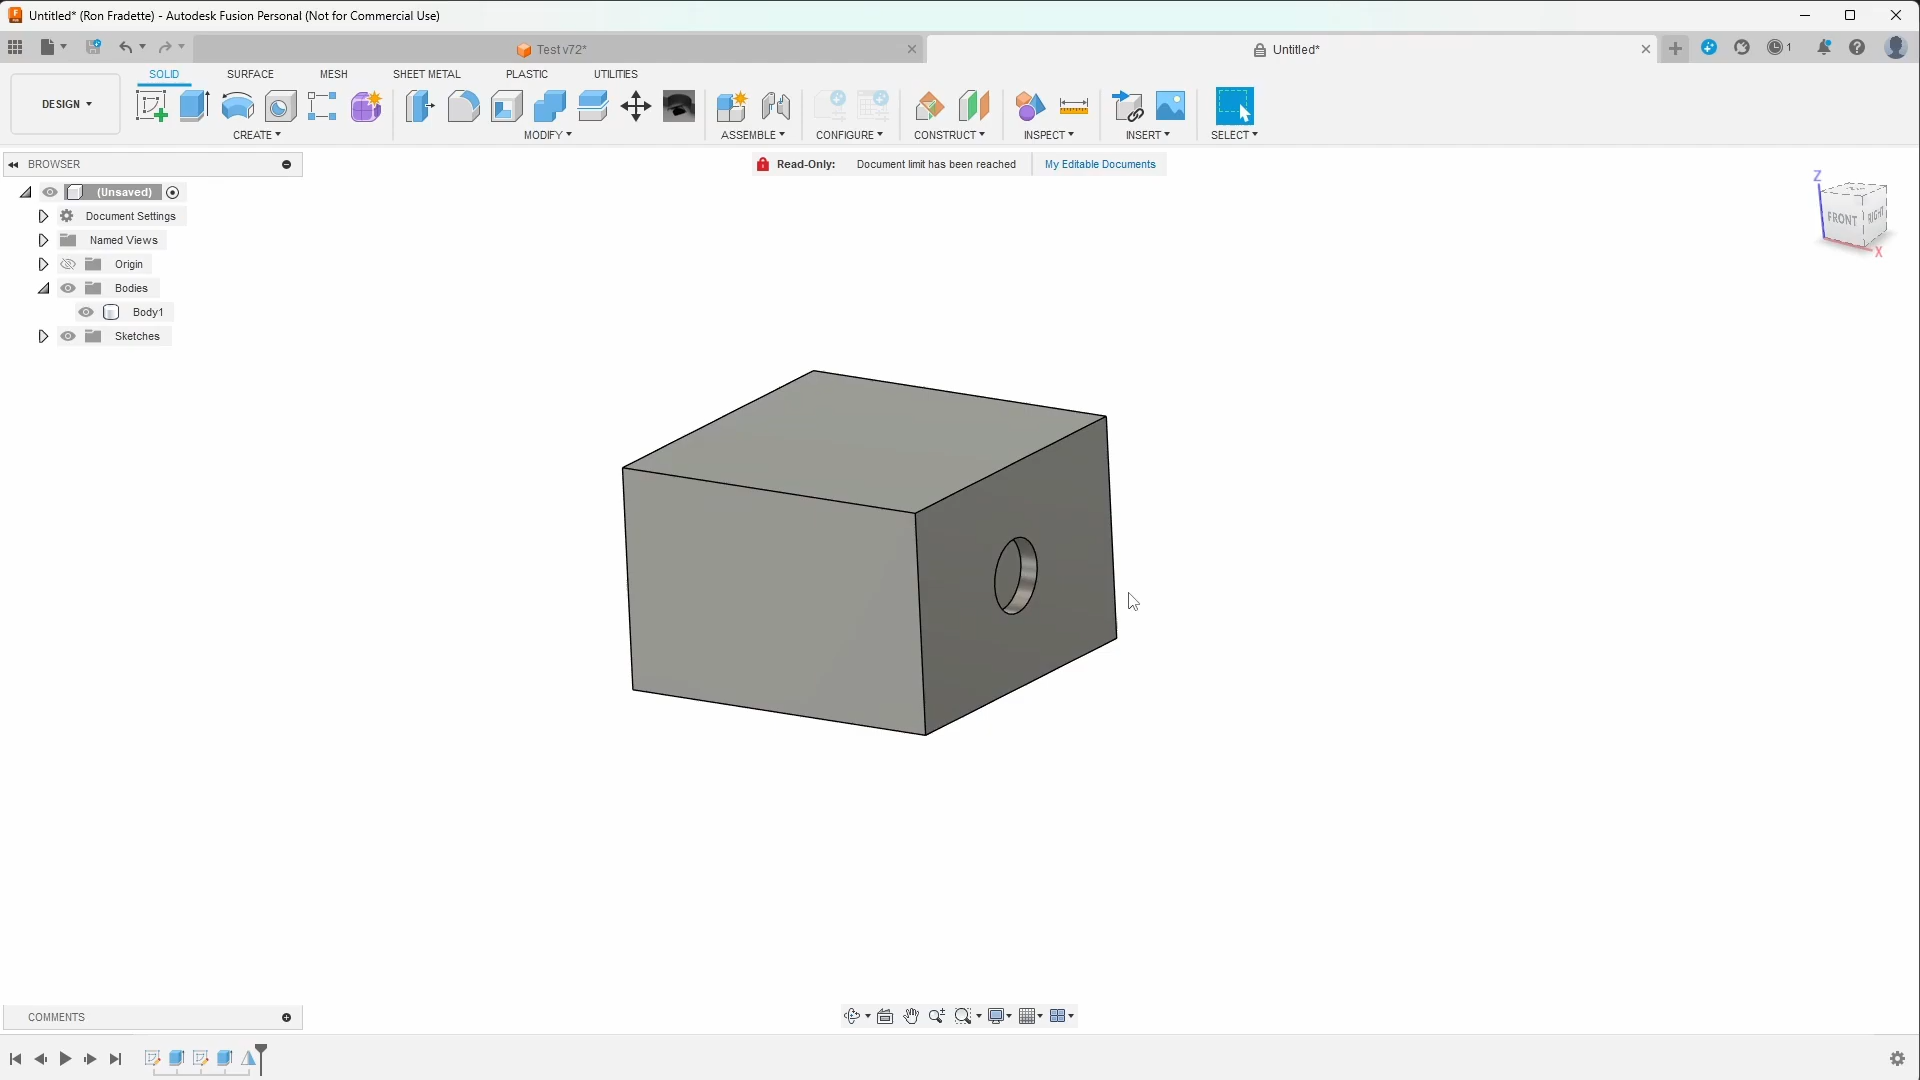 Untitled* (Ron Fradette) - Autodesk Fusion Personal (Not for Commercial Use)
Test v72*
Untitled*
1
DESIGN
SOLID
SURFACE
MESH
SHEET METAL
PLASTIC
UTILITIES
CREATE
MODIFY
ASSEMBLE
CONFIGURE
CONSTRUCT
INSPECT
INSERT
SELECT
BROWSER
Read-Only: Document limit has been reached My Editable Documents
(Unsaved)
Document Settings
Named Views
Origin
Bodies
Body1
Sketches
Z
FRONT
RIGHT
X
COMMENTS